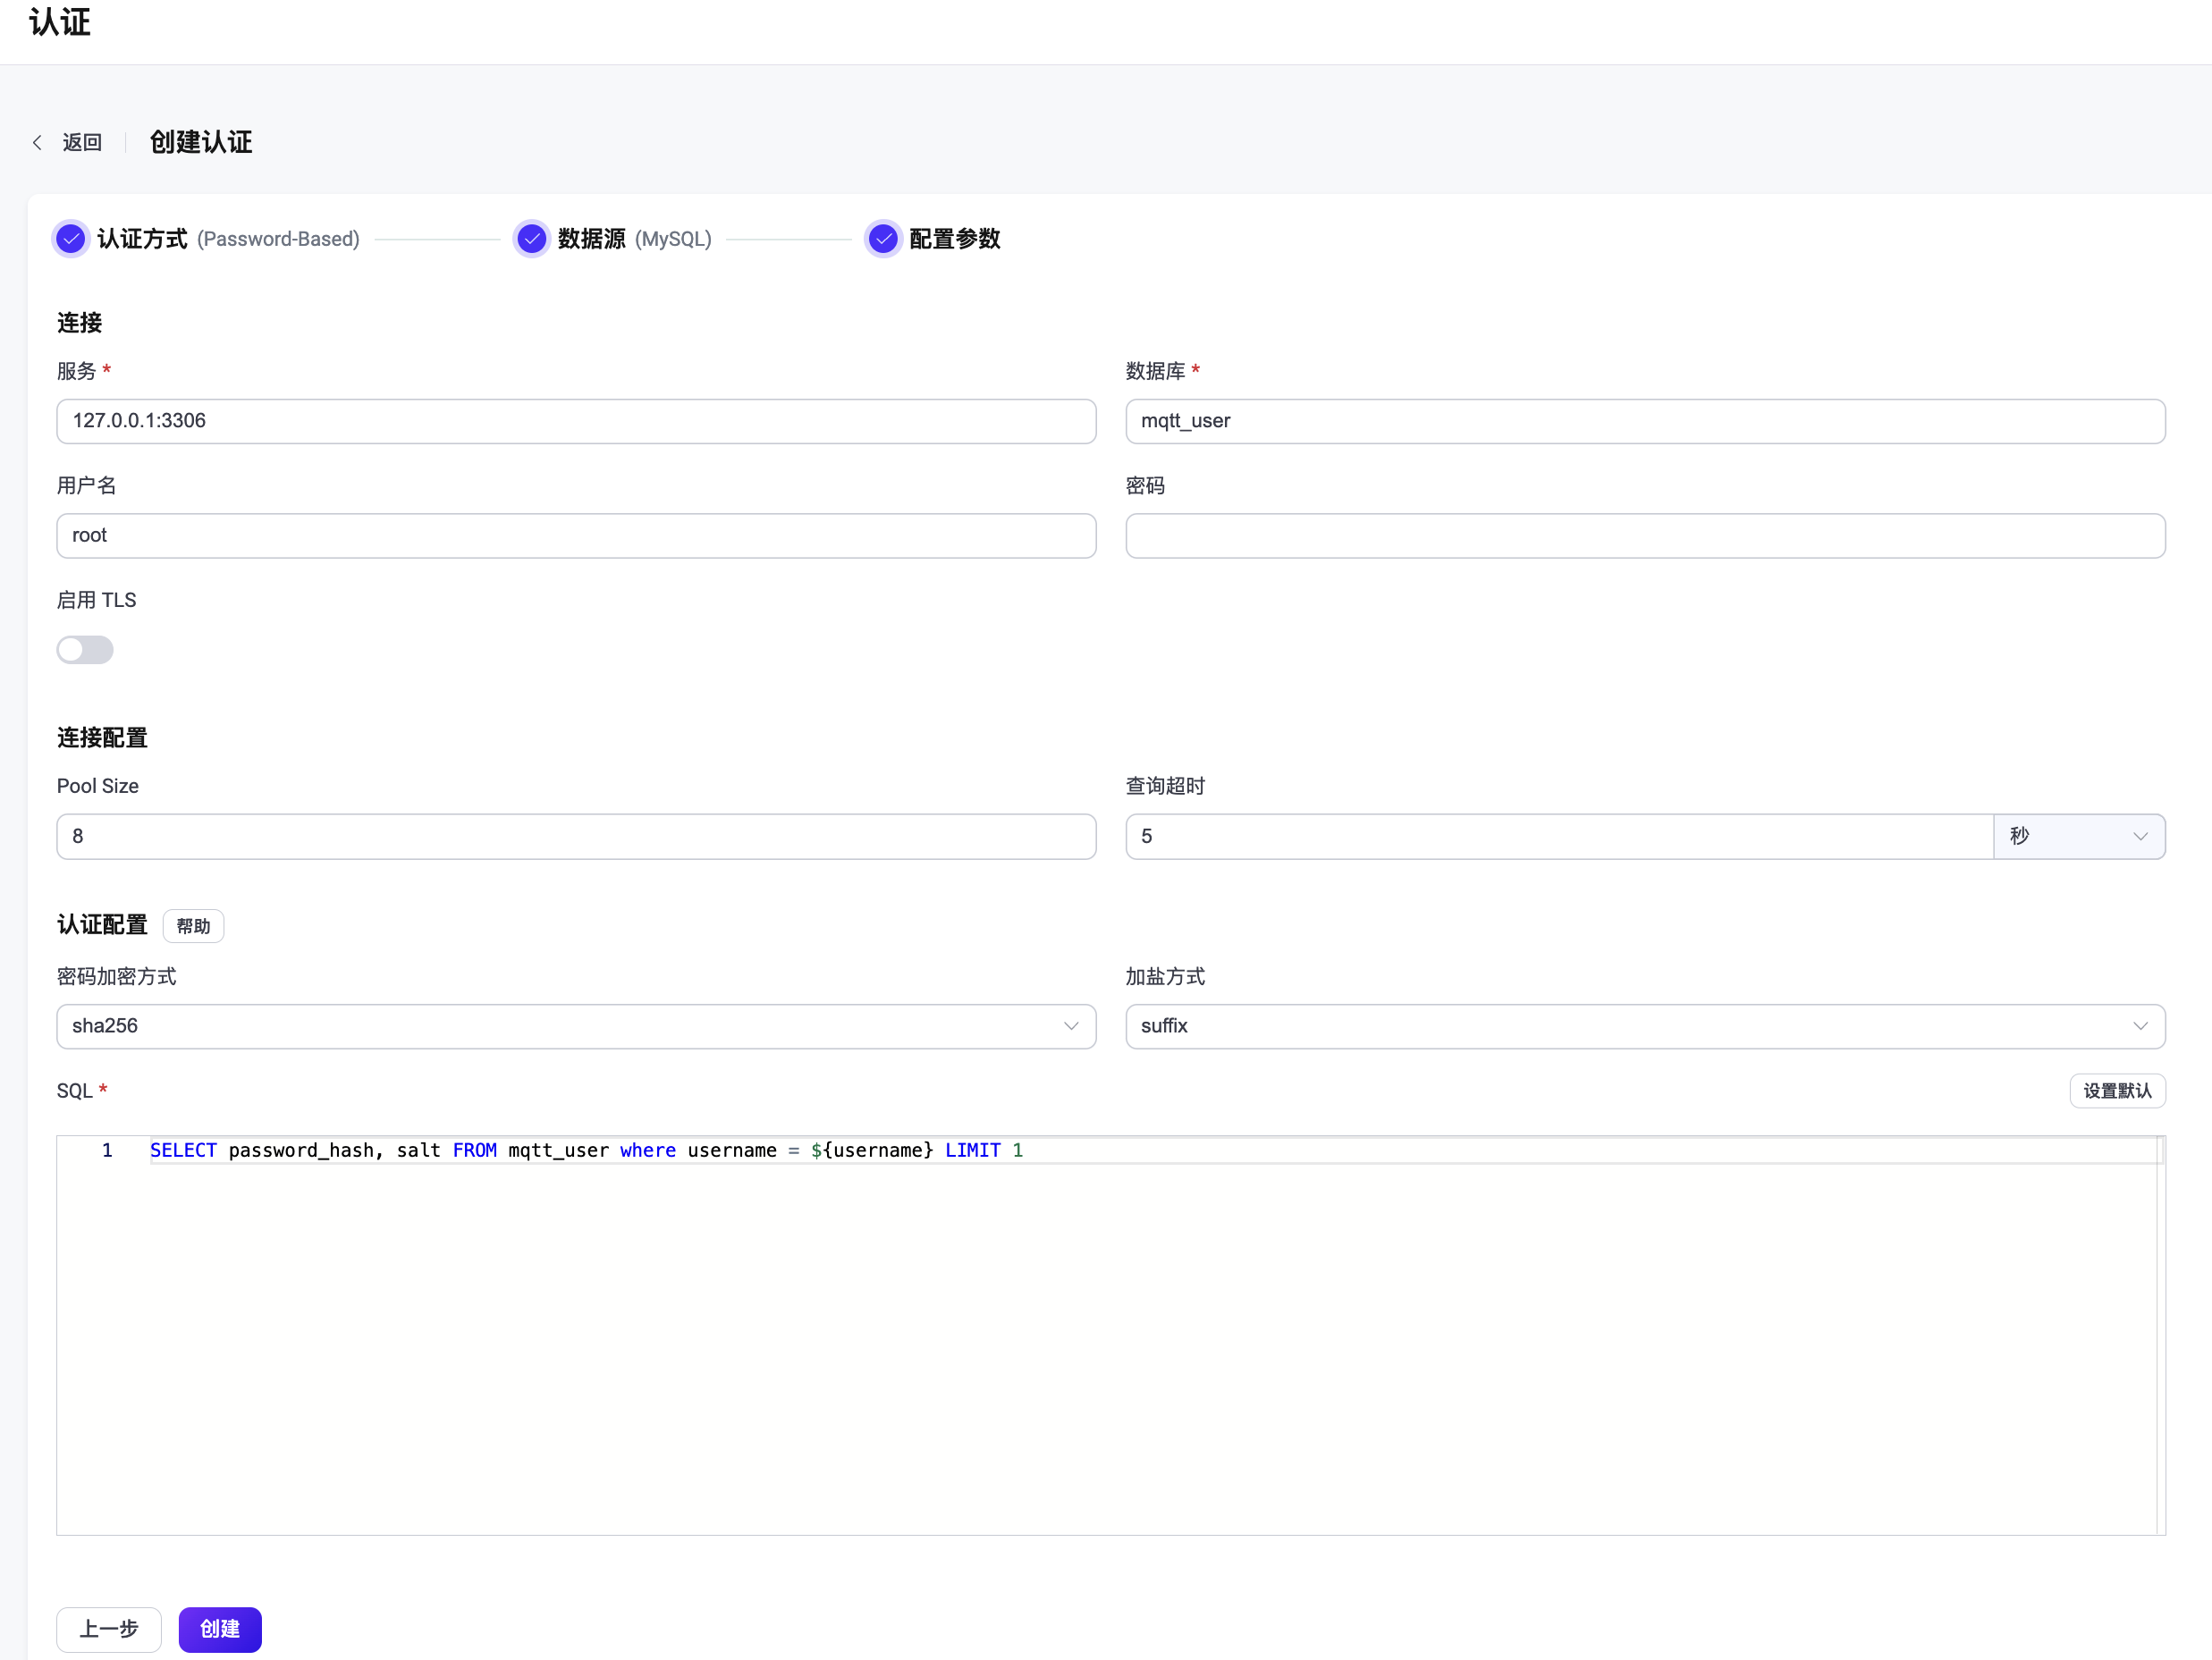 认证
返回 创建认证
认证方式 (Password-Based) 数据源 (MySQL) 配置参数
连接
服务 * 数据库 *
127.0.0.1:3306 mqtt_user
用户名 密码
root
启用 TLS
连接配置
Pool Size 查询超时
8 5 秒
认证配置 帮助
密码加密方式 加盐方式
sha256 suffix
SQL * 设置默认
1 SELECT password_hash, salt FROM mqtt_user where username = ${username} LIMIT 1
上一步 创建